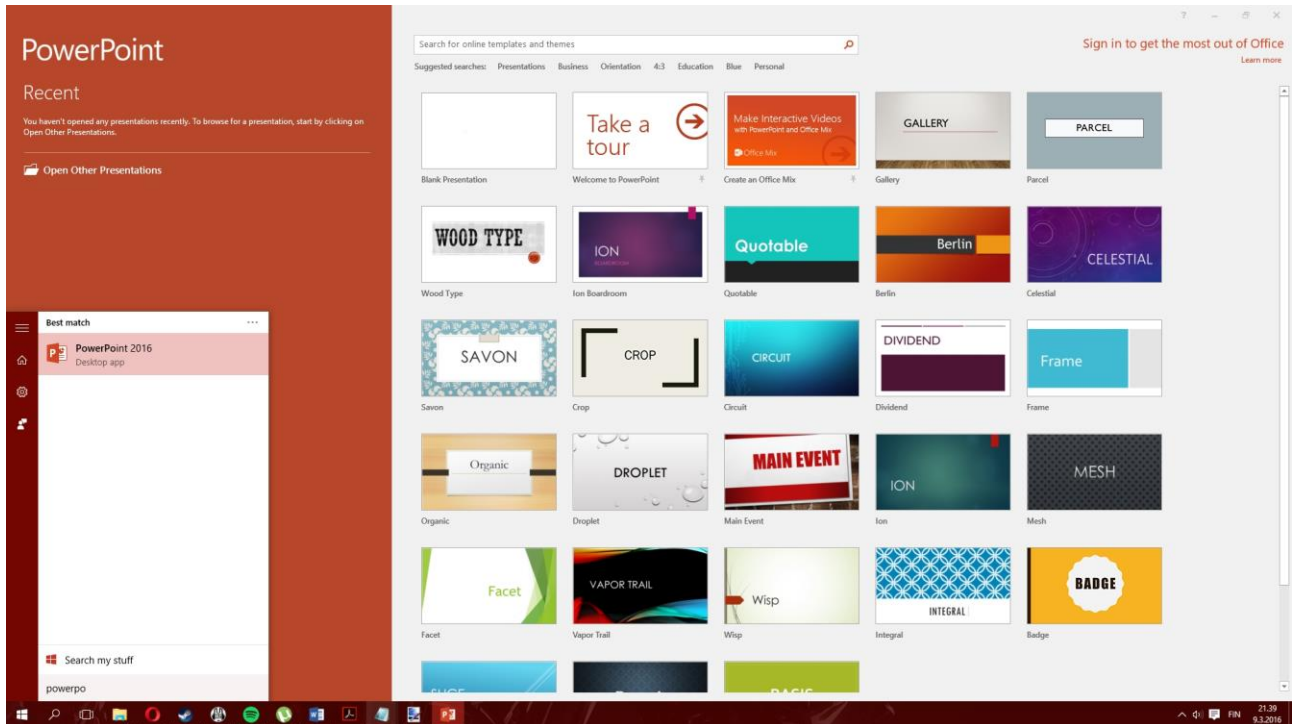 PowerPoint
Recent
You haven't opened any presentations recently. To browse for a presentation, start by clicking on
Open Other Presentations.
Open Other Presentations
?
Search for online templates and themes
Sign in to get the most out of Office
Learn more
Suggested searches: Presentations Business Orientation 4:3 Education Blue Personal
Take a
tour
Make Interactive Videos
with PowerPoint and Office Mix
Office Mix
GALLERY
PARCEL
Blank Presentation
Welcome to PowerPoint
Create an Office Mix
Gallery
Parcel
WOOD TYPE
ION
BOARDROOM
Quotable
Berlin
CELESTIAL
Wood Type
Ion Boardroom
Quotable
Berlin
Celestial
SAVON
CROP
CIRCUIT
DIVIDEND
Frame
Savon
Crop
Circuit
Dividend
Frame
Organic
DROPLET
MAIN EVENT
ION
MESH
Organic
Droplet
Main Event
Ion
Mesh
Facet
VAPOR TRAIL
Wisp
INTEGRAL
BADGE
Facet
Vapor Trail
Wisp
Integral
Badge
Best match
PowerPoint 2016
Desktop app
Search my stuff
powerpo
FIN
21.39
9.3.2016